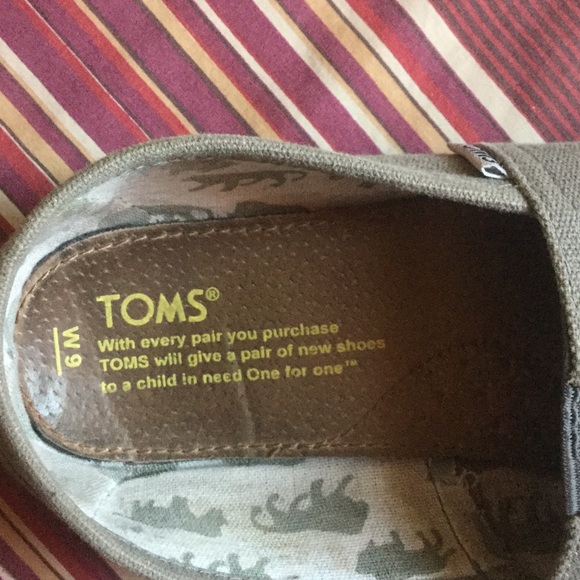 TOMS®
With every pair you purchase
TOMS will give a pair of new shoes
to a child in need One for one™
W 9